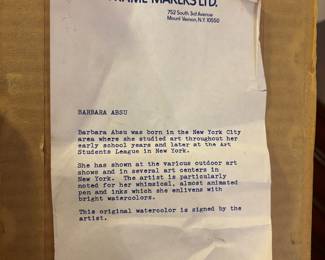 FRAME MAKERS LTD.
752 South 3rd Avenue
Mount Vernon, N.Y. 10550
BARBARA ABSU
Barbara Absu was born in the New York City
area where she studied art throughout her
early school years and later at the Art
Students League in New York.
She has shown at the various outdoor art
shows and in several art centers in
New York. The artist is particularly
noted for her whimsical, almost animated
pen and inks which she enlivens with
bright watercolors.
This original watercolor is signed by the
artist.